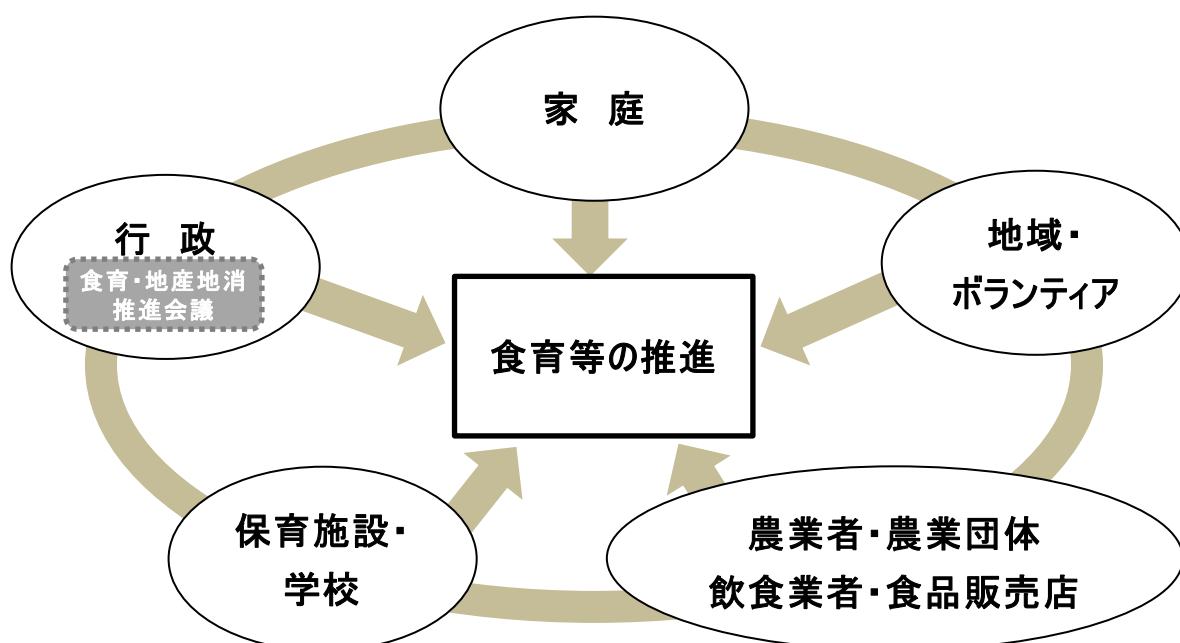 家 庭
行 政
食育・地産地消
推進会議
地域・
ボランティア
食育等の推進
保育施設・
学校
農業者・農業団体
飲食業者・食品販売店